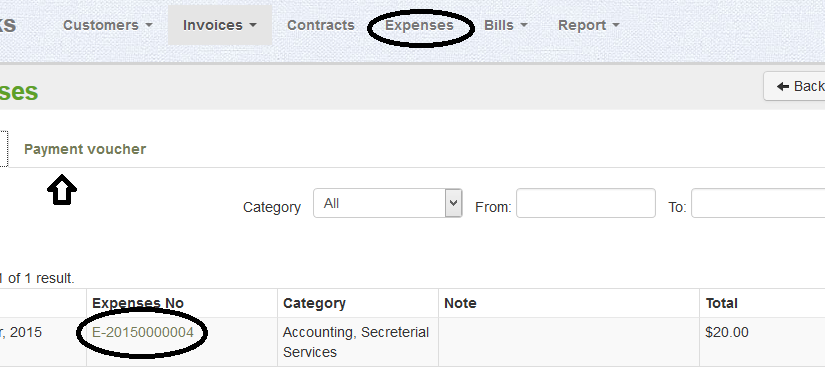 ks Customers Invoices Contracts Expenses Bills Report
ses Back
Payment voucher
Category All From: To:
1 of 1 result.
Expenses No Category Note Total
r, 2015 E-20150000004 Accounting, Secreterial $20.00
Services